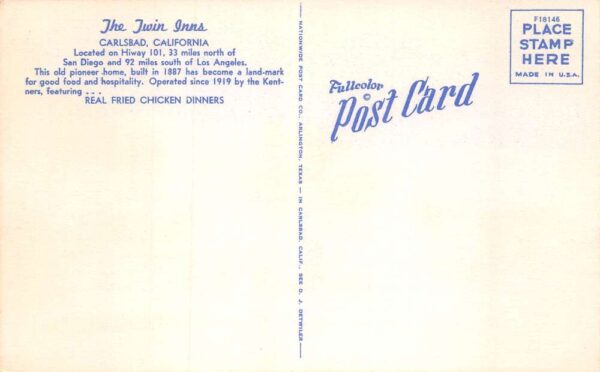 The Twin Inns
CARLSBAD, CALIFORNIA
Located on Hiway 101, 33 miles north of
San Diego and 92 miles south of Los Angeles.
This old pioneer home, built in 1887 has become a land-mark
for good food and hospitality. Operated since 1919 by the Kent-
ners, featuring . . .
REAL FRIED CHICKEN DINNERS
NATIONWIDE POST CARD CO., ARLINGTON, TEXAS — IN CARLSBAD, CALIF., SEE O. J. DETWILER
Fullcolor
©
Post Card
F18146
PLACE
STAMP
HERE
MADE IN U.S.A.